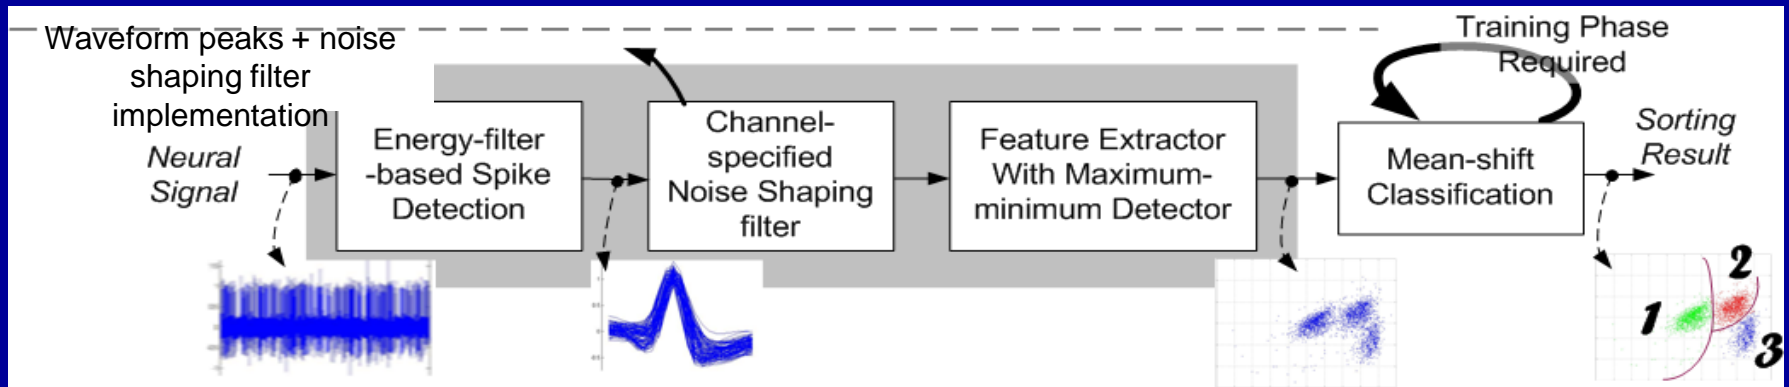 Waveform peaks + noise
shaping filter
implementation
Neural
Signal
Energy-filter
-based Spike
Detection
Channel-
specified
Noise Shaping
filter
Feature Extractor
With Maximum-
minimum Detector
Training Phase
Required
Mean-shift
Classification
Sorting
Result
1
2
3